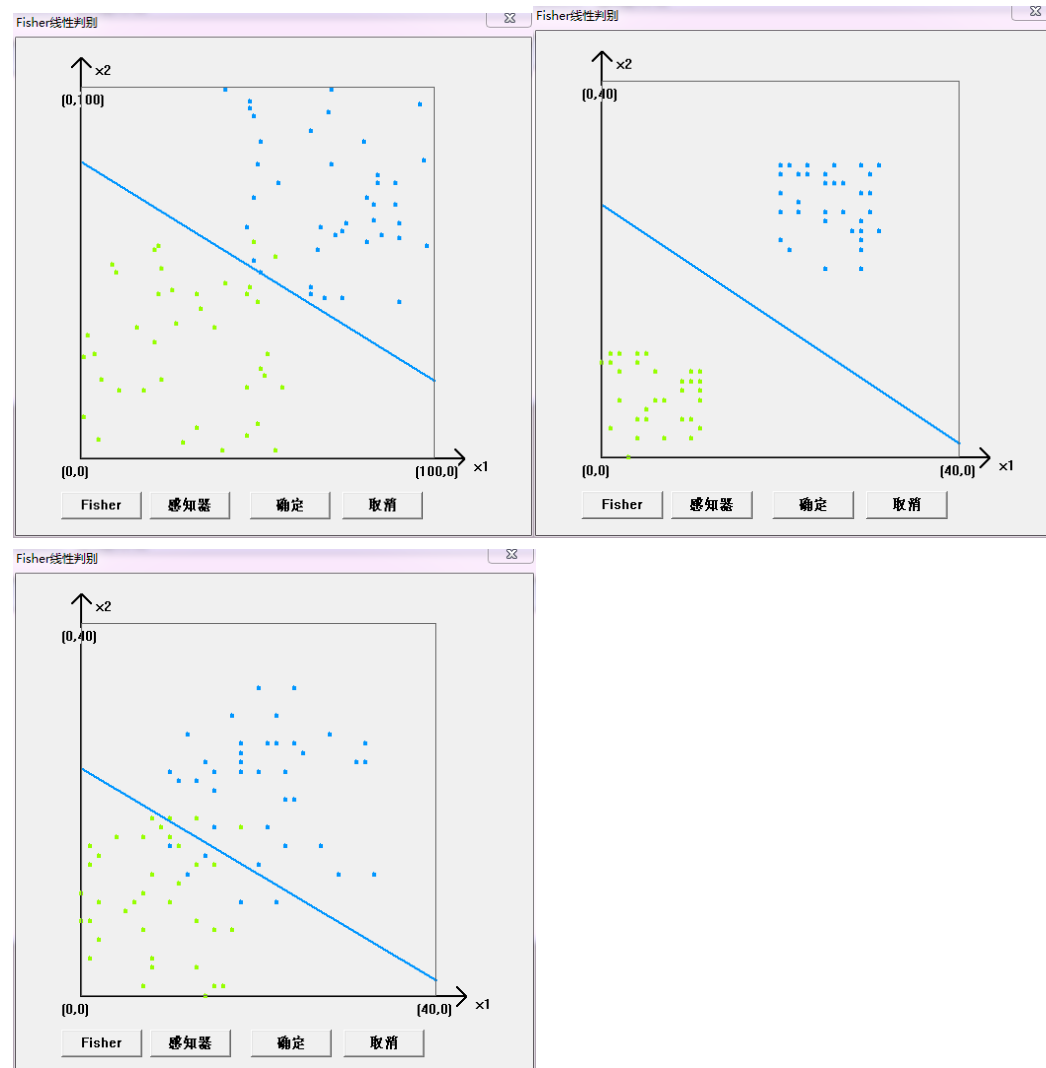 Fisher线性判别
x2
(0,100)
(0,0)
(100,0)
x1
Fisher 感知器 确定 取消
Fisher线性判别
x2
(0,40)
(0.0)
(40,0)
x1
Fisher 感知器 确定 取消
Fisher线性判别
x2
(0,40)
(0,0)
(40,0)
x1
Fisher 感知器 确定 取消